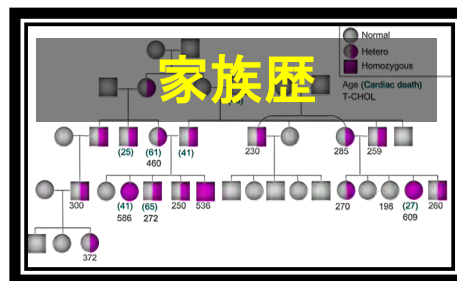 Normal
Hetero
Homozygous
Age (Cardiac death)
T-CHOL
家族歴
(25) (61) (41) 230 285 259
460
300 (41) (65) 250 536 270 198 (27) 260
586 272 609
372